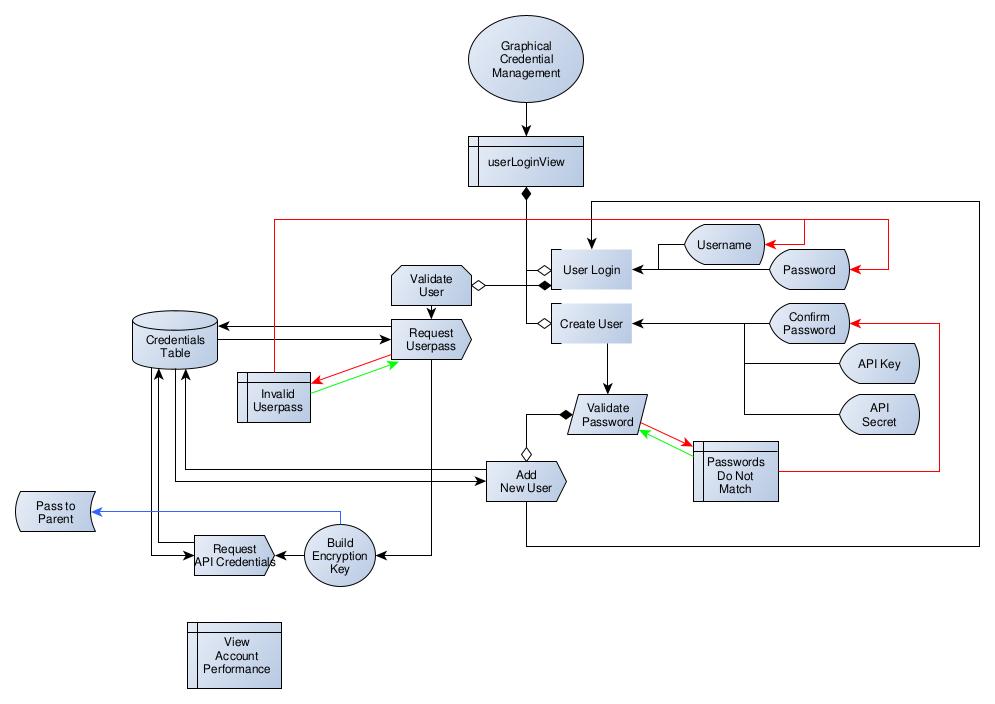 Graphical
Credential
Management
userLoginView
Username
User Login
Password
Validate
User
Credentials
Table
Request
Userpass
Create User
Confirm
Password
API Key
Invalid
Userpass
Validate
Password
API
Secret
Add
New User
Passwords
Do Not
Match
Pass to
Parent
Request
API Credentials
Build
Encryption
Key
View
Account
Performance